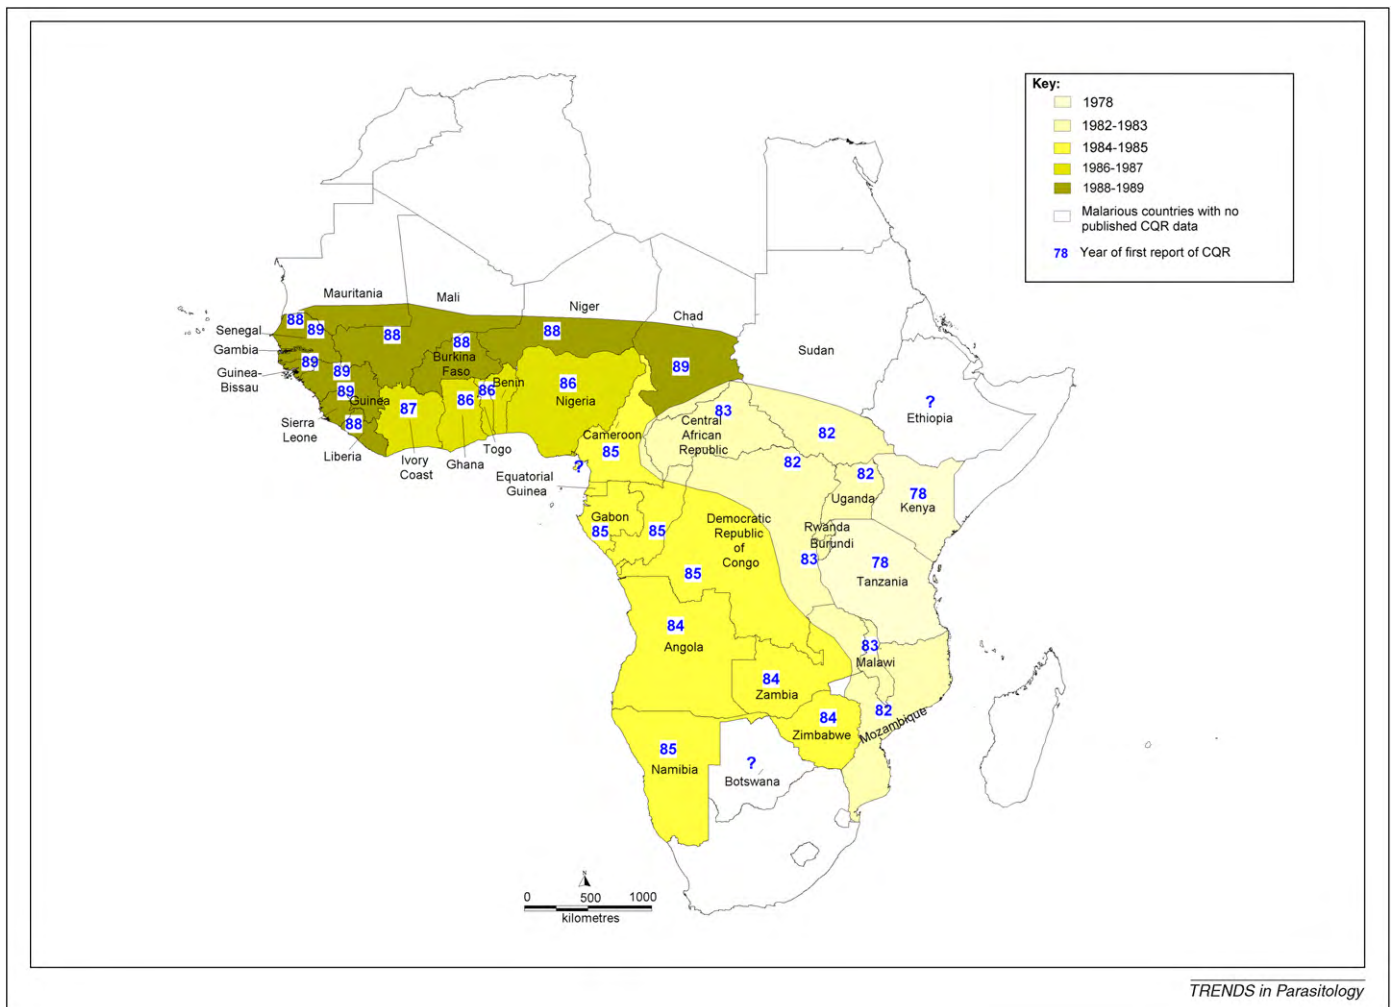 Key:
1978
1982-1983
1984-1985
1986-1987
1988-1989
Malarious countries with no
published CQR data
78 Year of first report of CQR
Mauritania
Mali
Niger
Chad
Sudan
88
89
88
88
88
89
Senegal
Gambia
Guinea-
Bissau
Sierra
Leone
Liberia
89
89
89
Guinea
88
Burkina
Faso
87
Ivory
Coast
86
Ghana
86
Togo
Benin
86
Nigeria
?
Ethiopia
83
Central
African
Republic
82
Cameroon
85
?
Equatorial
Guinea
82
82
Uganda
78
Kenya
Gabon
85
85
Democratic
Republic
of
Congo
85
Rwanda
Burundi
83
78
Tanzania
84
Angola
83
Malawi
84
Zambia
82
Mozambique
84
Zimbabwe
85
Namibia
?
Botswana
N
0 500 1000
kilometres
TRENDS in Parasitology